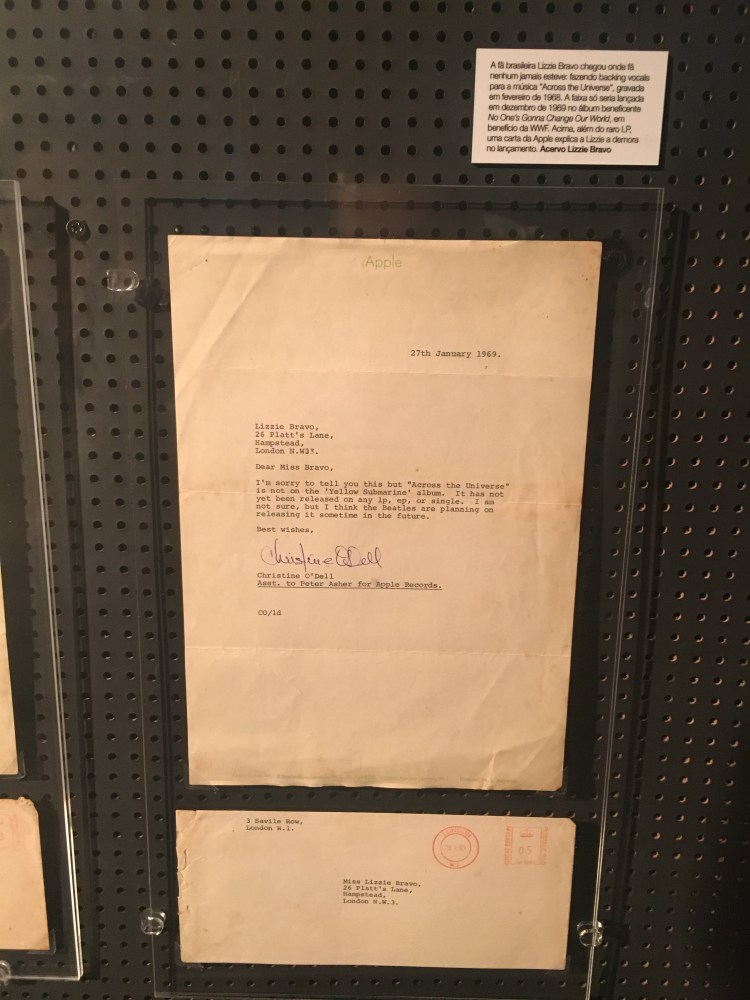 A fã brasileira Lizzie Bravo chegou onde fã
nenhum jamais esteve: fazendo backing vocals
para a música "Across the Universe", gravada
em fevereiro de 1968. A faixa só seria lançada
em dezembro de 1969 no álbum beneficente
No One's Gonna Change Our World, em
benefício da WWF. Acima, além do raro LP,
uma carta da Apple explica a Lizzie a demora
no lançamento. Acervo Lizzie Bravo
Apple
27th January 1969.
Lizzie Bravo,
26 Platt's Lane,
Hampstead,
London N.W3.
Dear Miss Bravo,
I'm sorry to tell you this but "Across the Universe"
is not on the 'Yellow Submarine' album. It has not
yet been released on any lp, ep, or single. I am
not sure, but I think the Beatles are planning on
releasing it sometime in the future.
Best wishes,
Christine O'Dell
Christine O'Dell
Asst. to Peter Asher for Apple Records.
CO/ld
3 Savile Row,
London W.1.
Miss Lizzie Bravo,
26 Platt's Lane,
Hampstead,
London N.W.3.